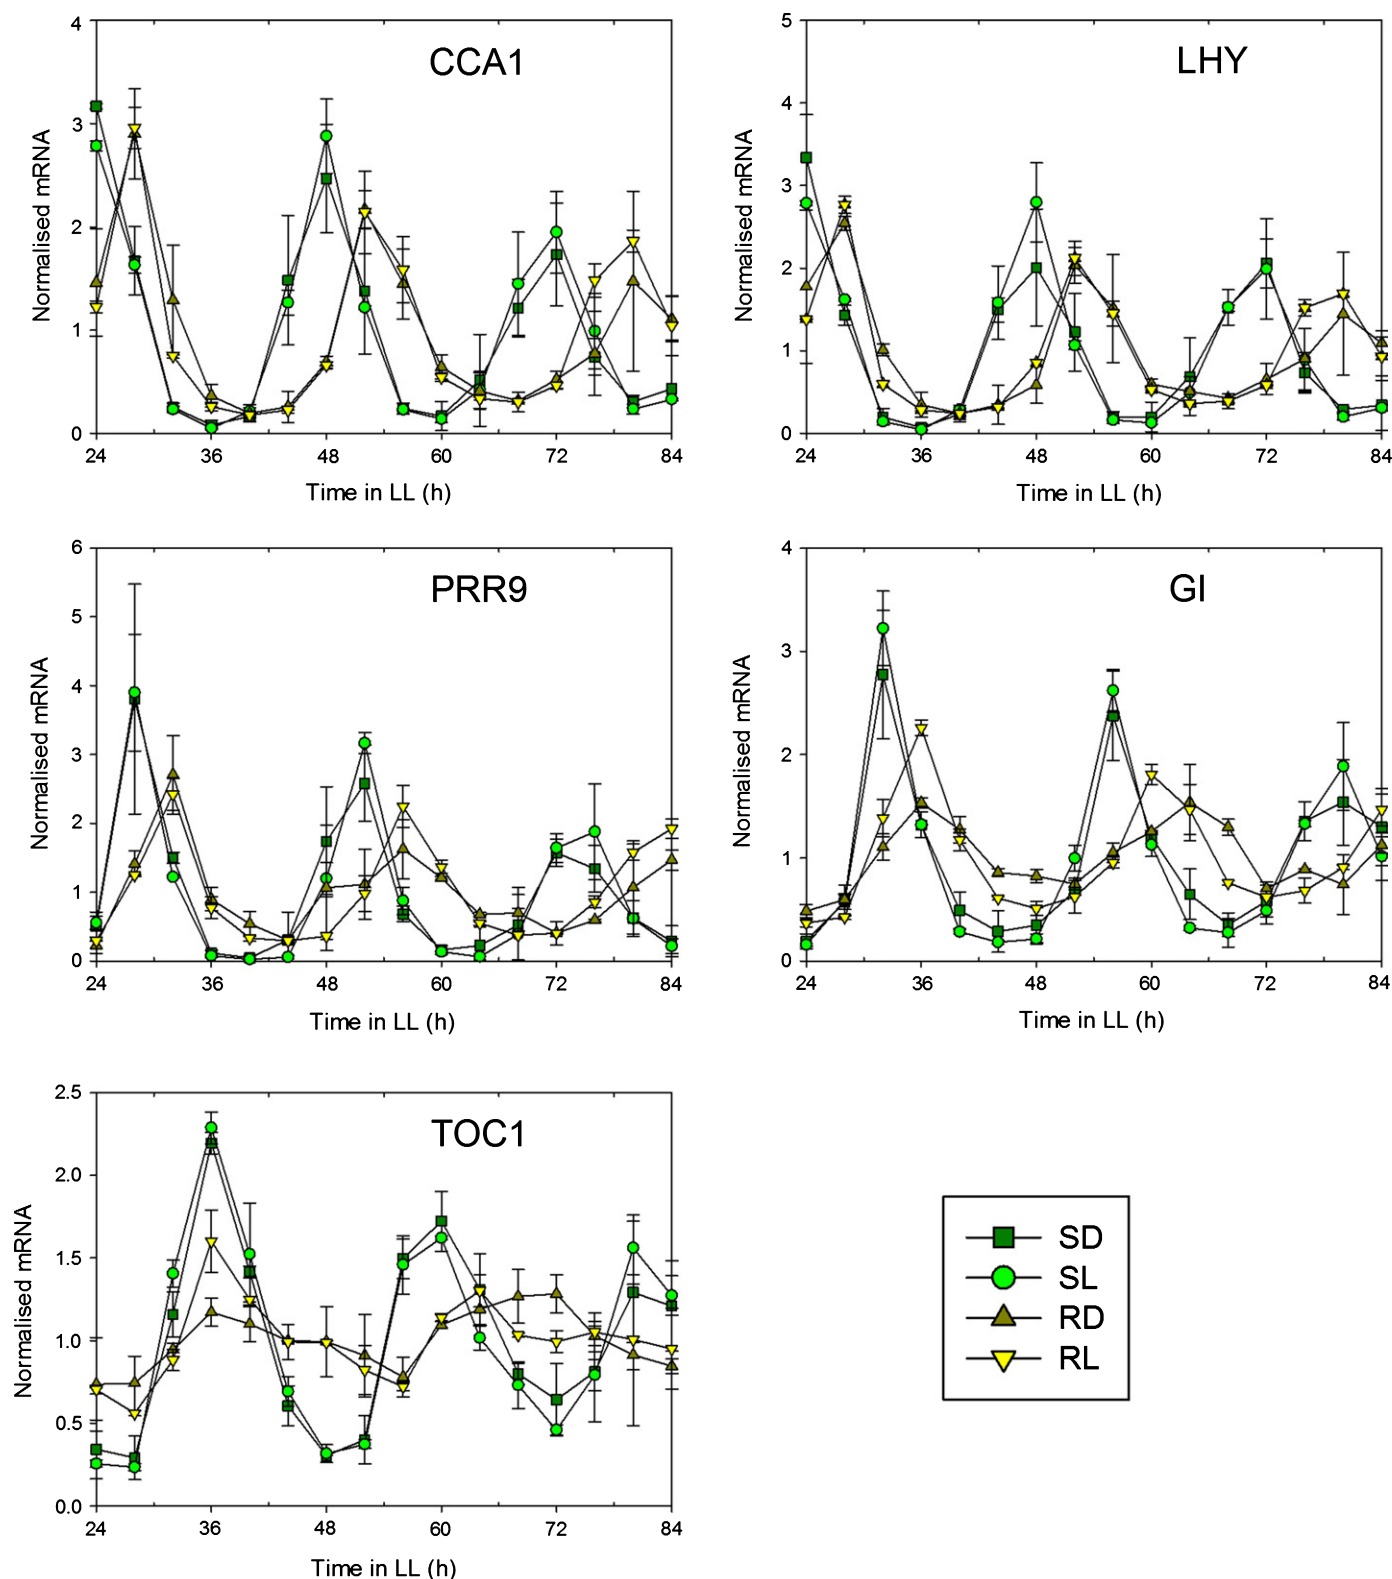 CCA1
Normalised mRNA
4
3
2
1
0
24 36 48 60 72 84
Time in LL (h)
LHY
Normalised mRNA
5
4
3
2
1
0
24 36 48 60 72 84
Time in LL (h)
PRR9
Normalised mRNA
6
5
4
3
2
1
0
24 36 48 60 72 84
Time in LL (h)
GI
Normalised mRNA
4
3
2
1
0
24 36 48 60 72 84
Time in LL (h)
TOC1
Normalised mRNA
2.5
2.0
1.5
1.0
0.5
0.0
24 36 48 60 72 84
Time in LL (h)
SD
SL
RD
RL